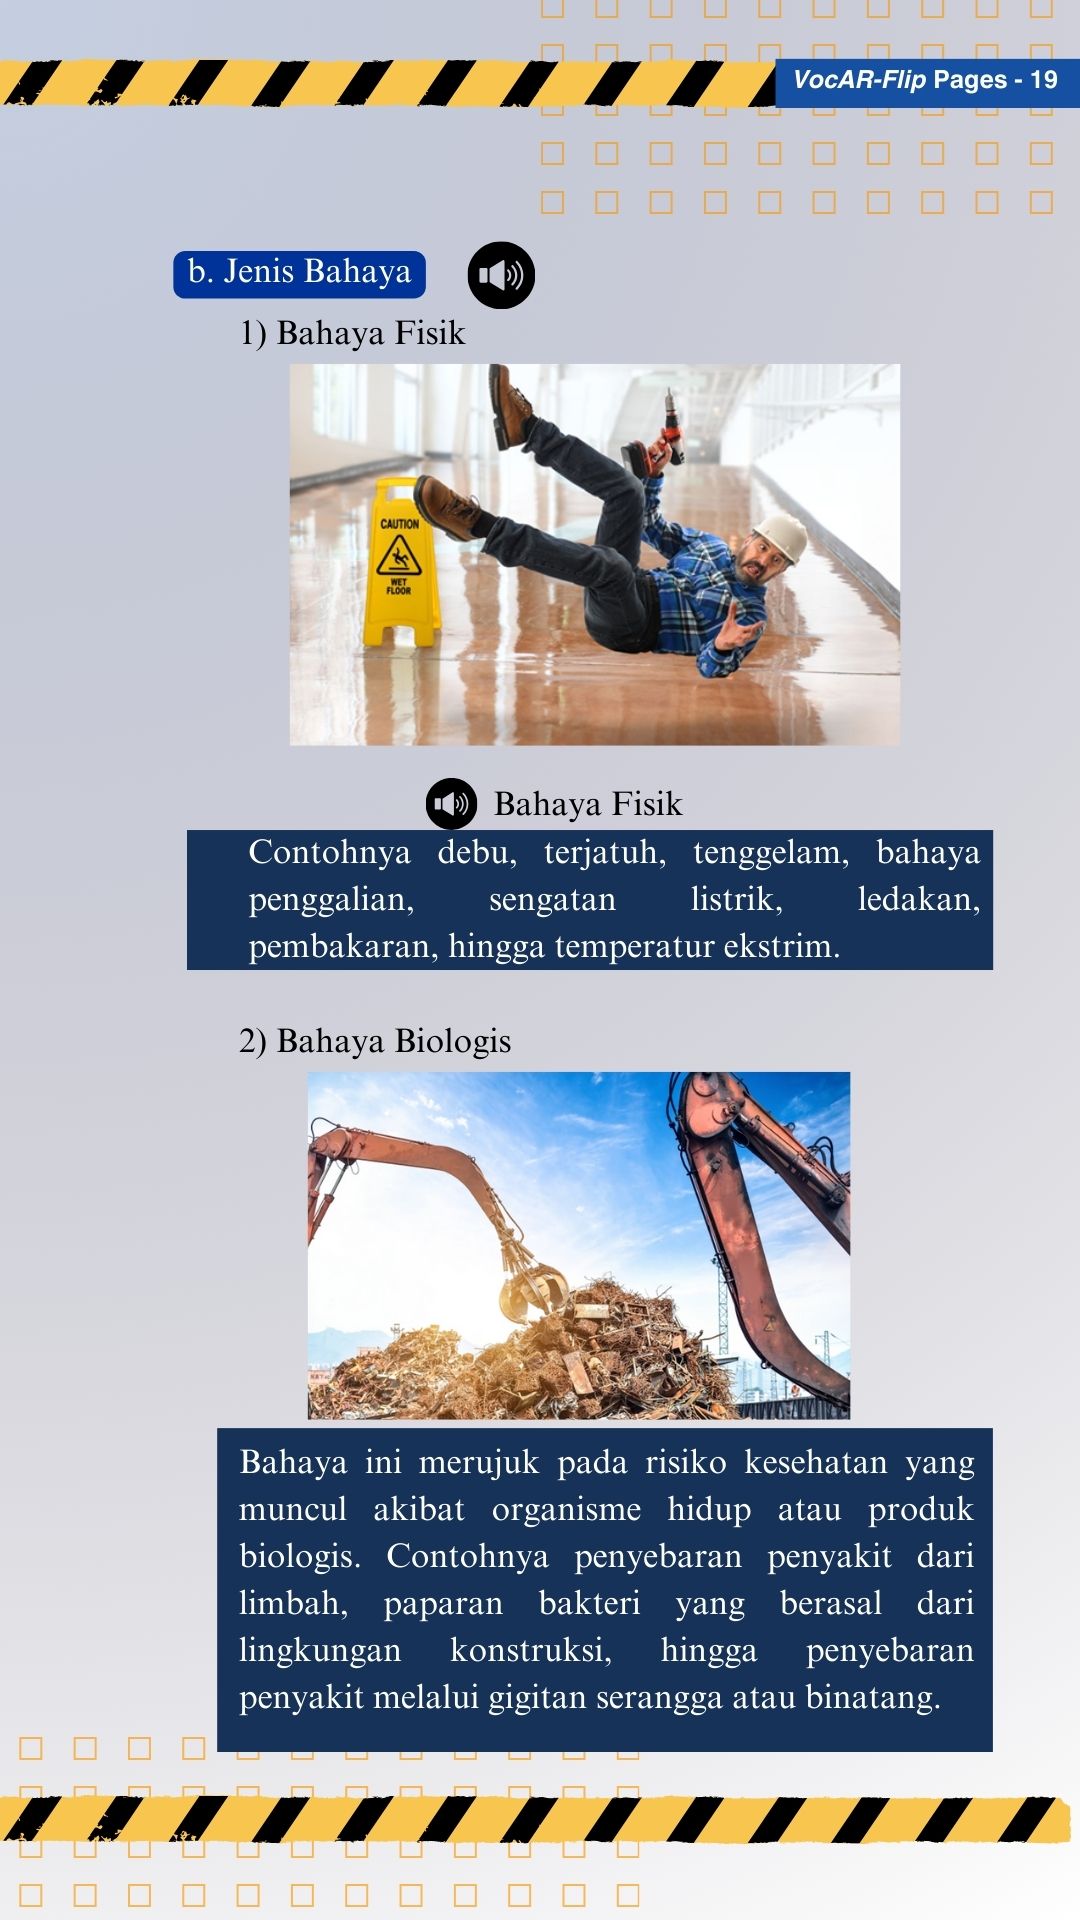 VocAR-Flip Pages - 19
b. Jenis Bahaya
1) Bahaya Fisik
CAUTION
WET
FLOOR
Bahaya Fisik
Contohnya debu, terjatuh, tenggelam, bahaya
penggalian, sengatan listrik, ledakan,
pembakaran, hingga temperatur ekstrim.
2) Bahaya Biologis
Bahaya ini merujuk pada risiko kesehatan yang
muncul akibat organisme hidup atau produk
biologis. Contohnya penyebaran penyakit dari
limbah, paparan bakteri yang berasal dari
lingkungan konstruksi, hingga penyebaran
penyakit melalui gigitan serangga atau binatang.